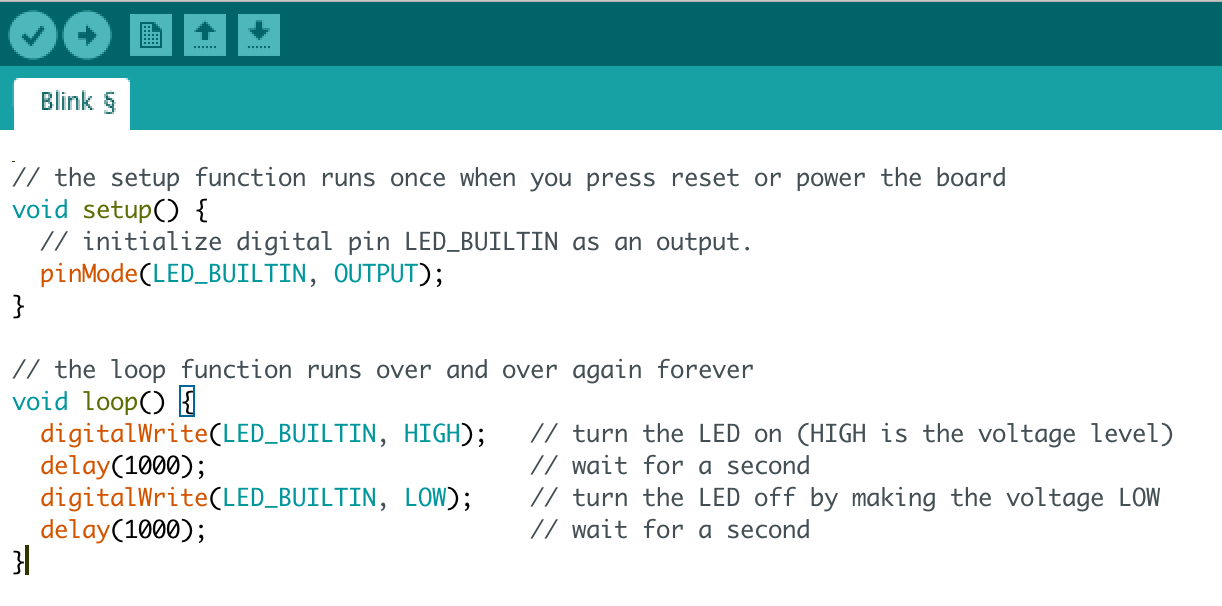 Blink §
// the setup function runs once when you press reset or power the board
void setup() {
  // initialize digital pin LED_BUILTIN as an output.
  pinMode(LED_BUILTIN, OUTPUT);
}

// the loop function runs over and over again forever
void loop() {
  digitalWrite(LED_BUILTIN, HIGH);   // turn the LED on (HIGH is the voltage level)
  delay(1000);                       // wait for a second
  digitalWrite(LED_BUILTIN, LOW);    // turn the LED off by making the voltage LOW
  delay(1000);                       // wait for a second
}